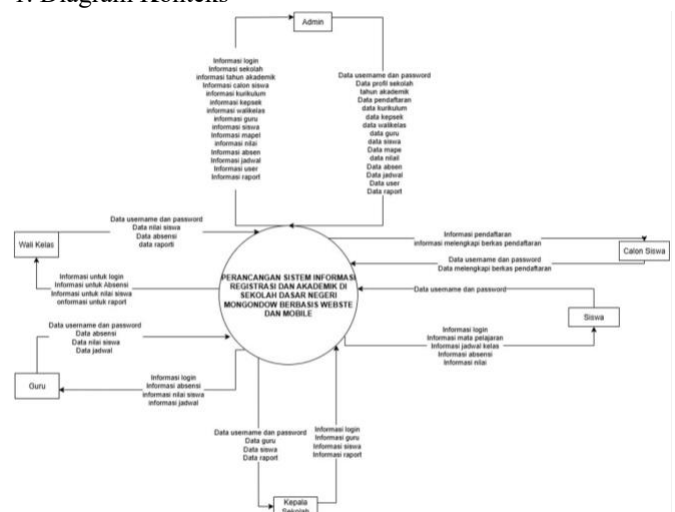 1. Diagram Konteks
Admin
Informasi login
Informasi sekolah
informasi tahun akademik
Informasi calon siswa
informasi kurikulum
informasi kepsek
informasi walikelas
informasi guru
informasi siswa
Informasi mapel
informasi nilai
Informasi absen
Informasi jadwal
Informasi user
Informasi raport
Data username dan password
Data profil sekolah
tahun akademik
Data pendaftaran
data kurikulum
data kepsek
data walikelas
data guru
data siswa
Data mape
data nilail
Data absen
Data jadwal
Data user
Data raport
Wali Kelas
Data username dan password
Data nilai siswa
Data absensi
data raporti
Informasi untuk login
Informasi untuk Absensi
Informasi untuk nilai siswa
onformasi untuk raport
PERANCANGAN SISTEM INFORMASI
REGISTRASI DAN AKADEMIK DI
SEKOLAH DASAR NEGERI
MONGONDOW BERBASIS WEBSTE
DAN MOBILE
Informasi pendaftaran
informasi melengkapi berkas pendaftaran
Calon Siswa
Data username dan password
Data melengkapi berkas pendaftaran
Data username dan password
Siswa
Informasi login
Informasi mata pelajaran
Informasi jadwal kelas
Informasi absensi
Informasi nilai
Data username dan password
Data absensi
Data nilai siswa
Data jadwal
Guru
Informasi login
Informasi absensi
informasi nilai siswa
informasi jadwal
Data username dan password
Data guru
Data siswa
Data raport
Informasi login
Informasi guru
Informasi siswa
Informasi raport
Kepala
Sekolah